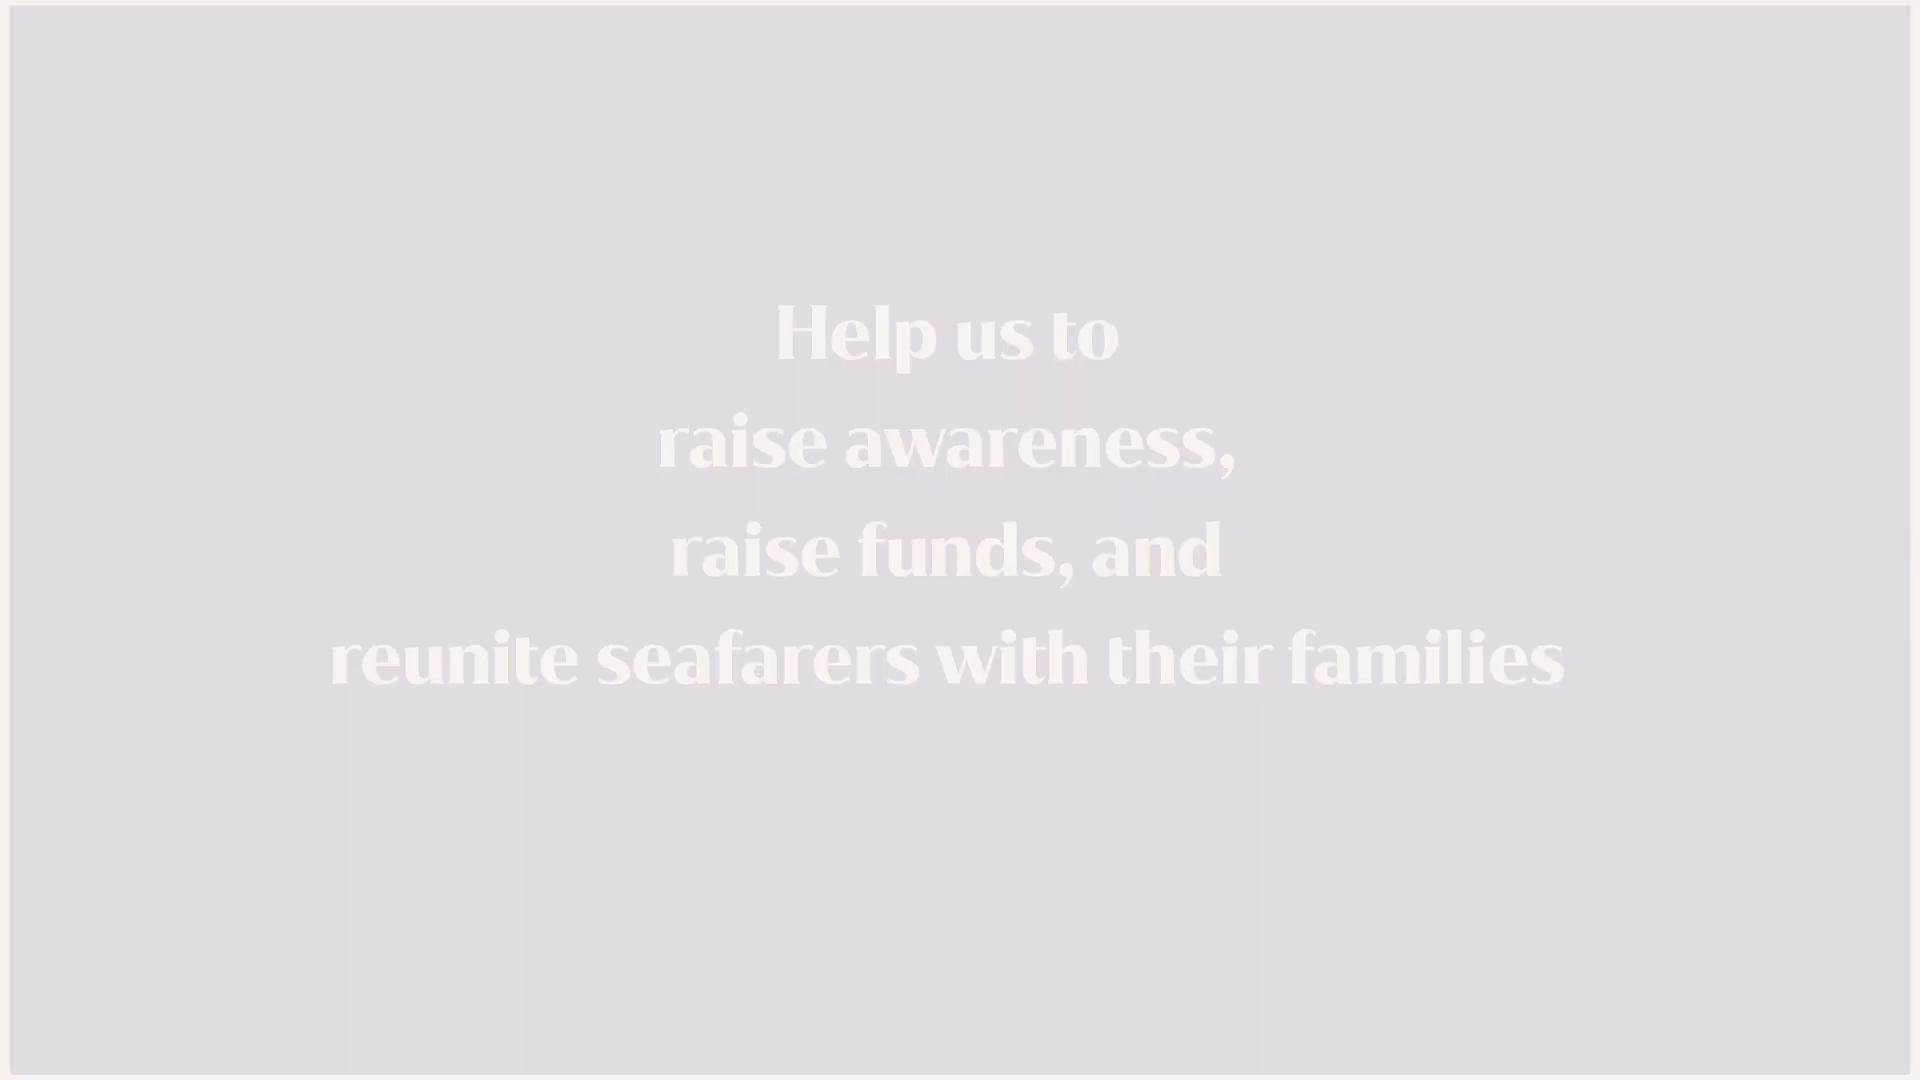 Help us to
raise awareness,
raise funds, and
reunite seafarers with their families